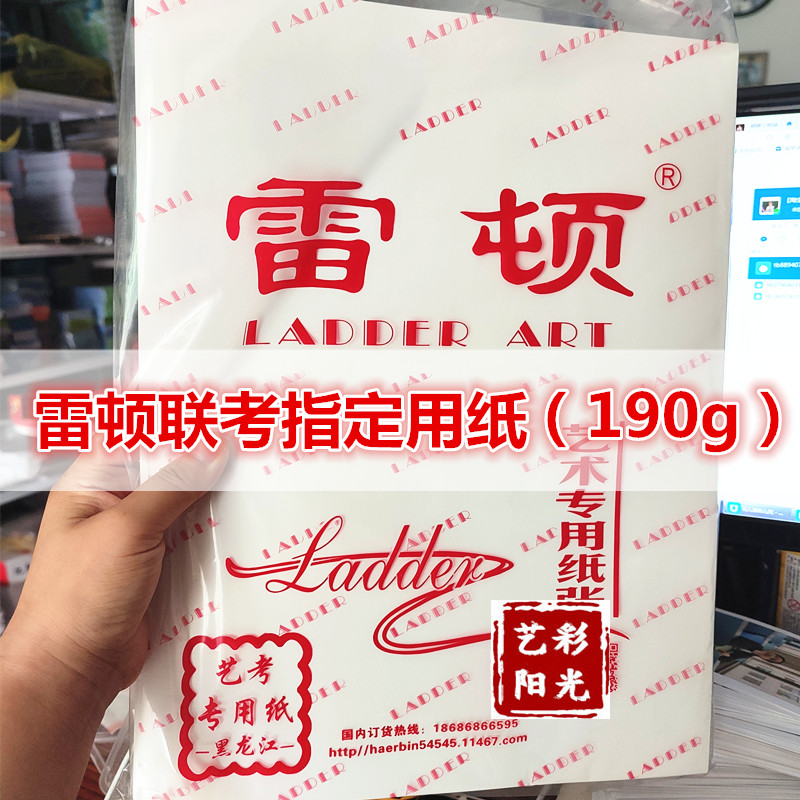 雷顿®
LADDER ART
雷顿联考指定用纸（190g）
艺术专用纸张
Ladder
艺彩
阳光
艺考
专用纸
—黑龙江—
国内订货热线：18686866595
http//haerbin54545.11467.com
LADDER